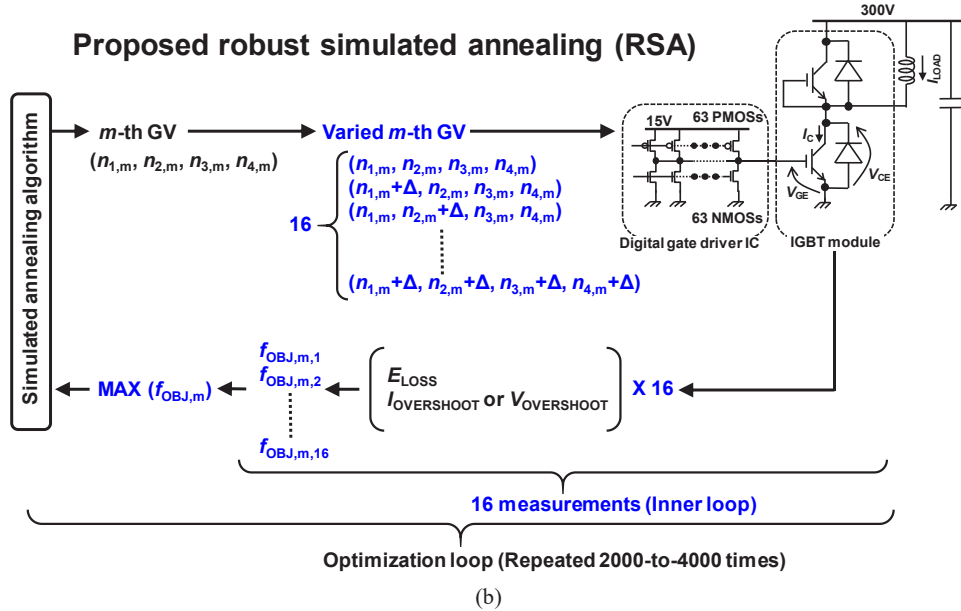 Proposed robust simulated annealing (RSA)
Simulated annealing algorithm
m-th GV
(n1,m, n2,m, n3,m, n4,m)
Varied m-th GV
16
(n1,m, n2,m, n3,m, n4,m)
(n1,m+Δ, n2,m, n3,m, n4,m)
(n1,m, n2,m+Δ, n3,m, n4,m)
(n1,m+Δ, n2,m+Δ, n3,m+Δ, n4,m+Δ)
15V
63 PMOSs
63 NMOSs
Digital gate driver IC
300V
ILOAD
IC
VGE
VCE
IGBT module
MAX (fOBJ,m)
fOBJ,m,1
fOBJ,m,2
fOBJ,m,16
ELOSS
IOVERSHOOT or VOVERSHOOT
X 16
16 measurements (Inner loop)
Optimization loop (Repeated 2000-to-4000 times)
(b)